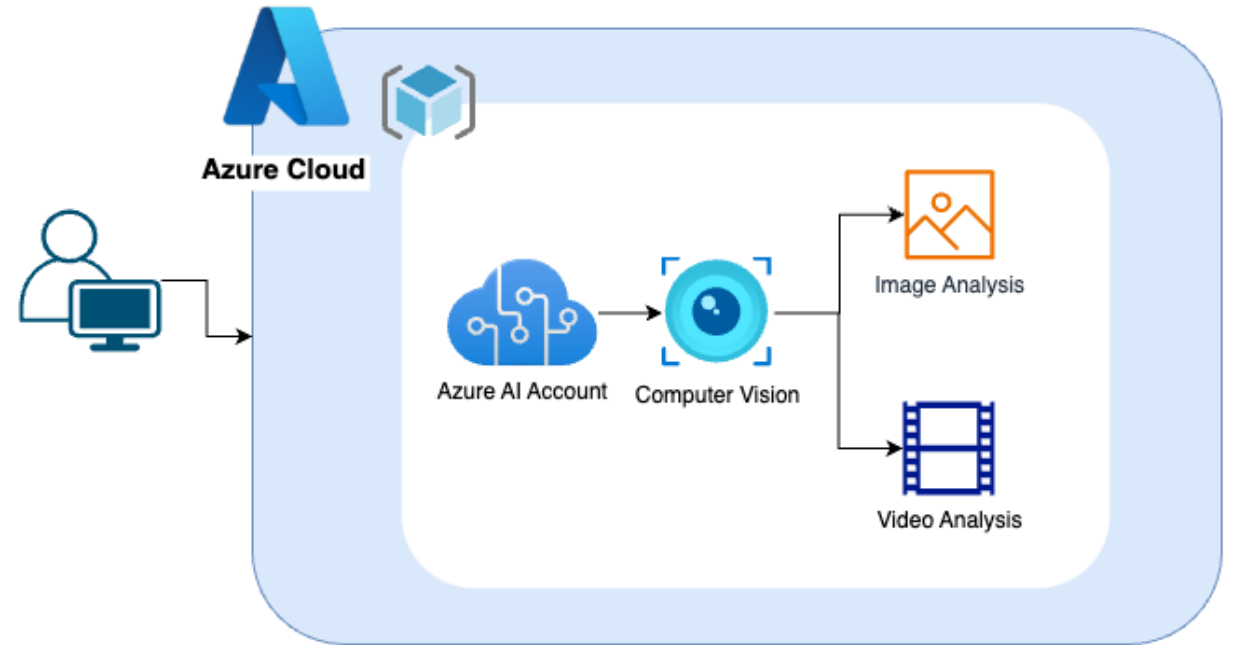 Azure Cloud
Image Analysis
Azure AI Account
Computer Vision
Video Analysis